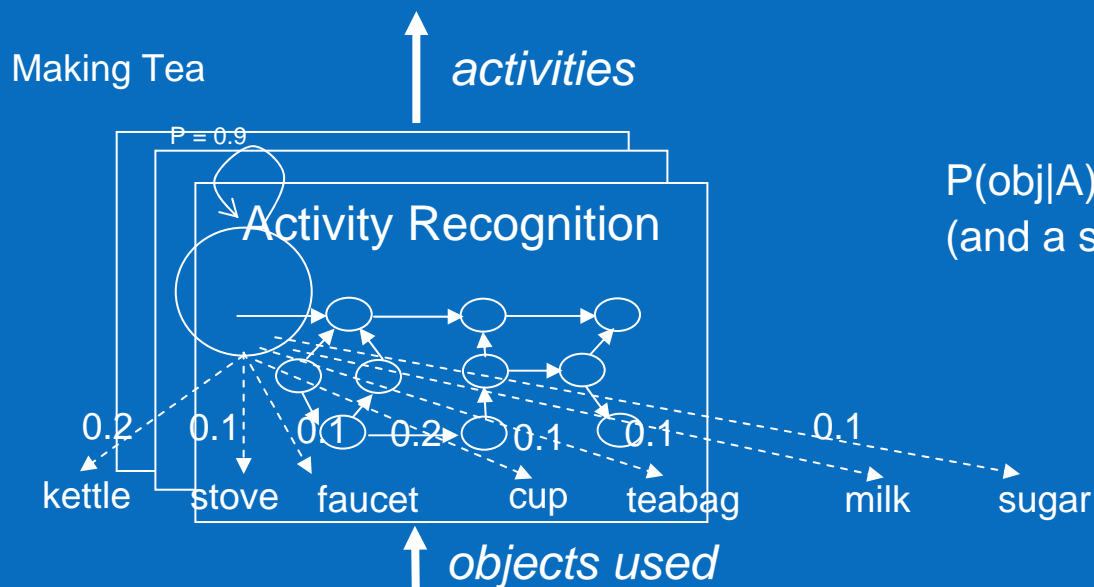 Making Tea
activities
P = 0.9
P(obj|A)
(and a s
Activity Recognition
0.2 0.1 0.1 0.2 0.1 0.1 0.1
kettle stove faucet cup teabag milk sugar
objects used